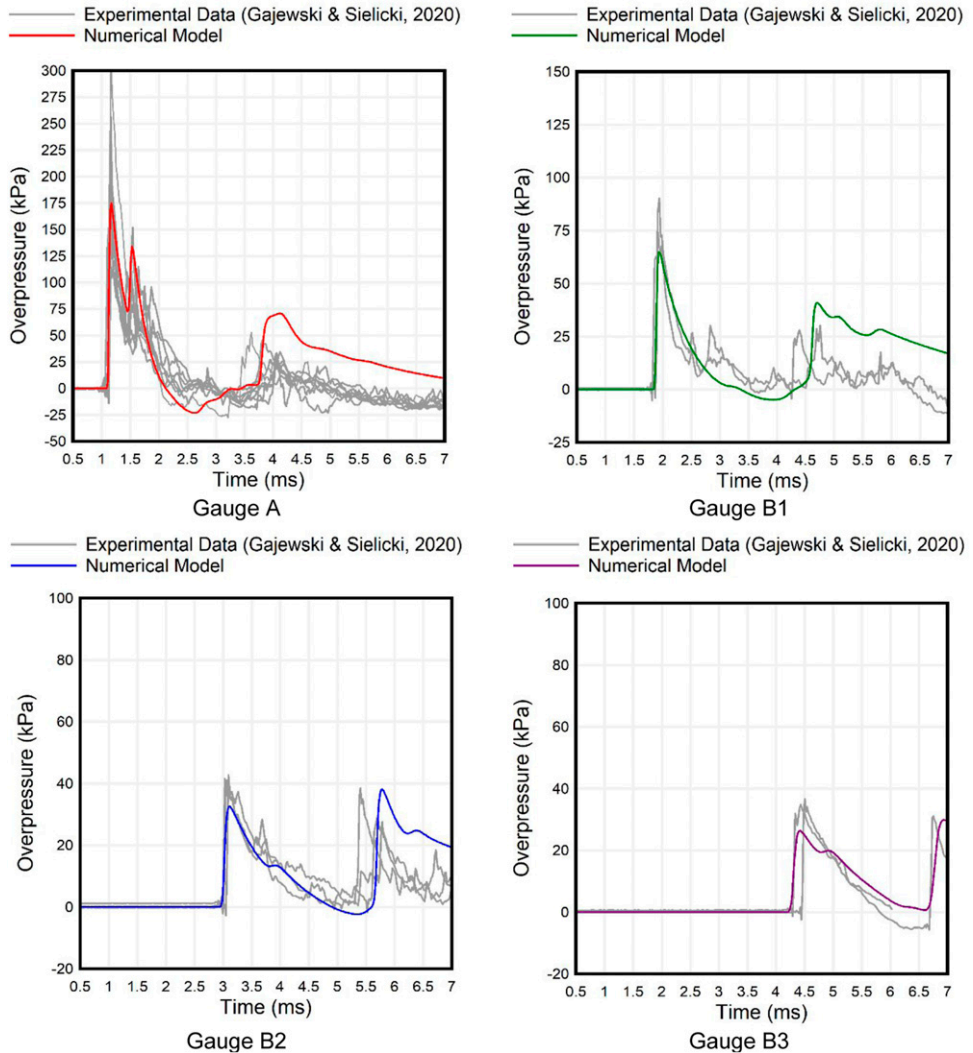 Experimental Data (Gajewski & Sielicki, 2020)
Numerical Model
300
275
250
225
200
175
150
125
100
75
50
25
0
-25
-50
Overpressure (kPa)
0.5 1 1.5 2 2.5 3 3.5 4 4.5 5 5.5 6 6.5 7
Time (ms)
Gauge A
Experimental Data (Gajewski & Sielicki, 2020)
Numerical Model
150
125
100
75
50
25
0
-25
Overpressure (kPa)
0.5 1 1.5 2 2.5 3 3.5 4 4.5 5 5.5 6 6.5 7
Time (ms)
Gauge B1
Experimental Data (Gajewski & Sielicki, 2020)
Numerical Model
100
80
60
40
20
0
-20
Overpressure (kPa)
0.5 1 1.5 2 2.5 3 3.5 4 4.5 5 5.5 6 6.5 7
Time (ms)
Gauge B2
Experimental Data (Gajewski & Sielicki, 2020)
Numerical Model
100
80
60
40
20
0
-20
Overpressure (kPa)
0.5 1 1.5 2 2.5 3 3.5 4 4.5 5 5.5 6 6.5 7
Time (ms)
Gauge B3